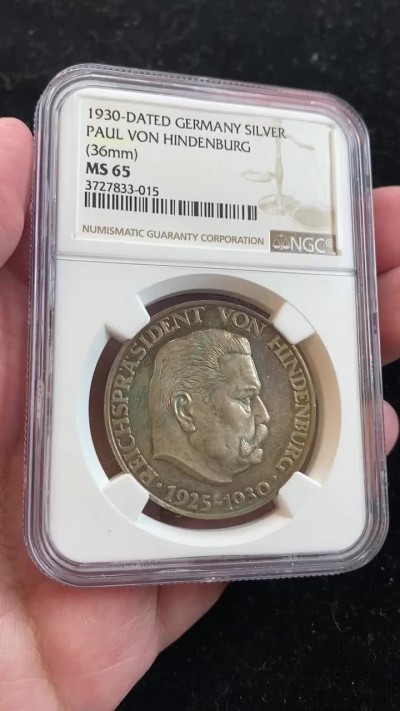 1930-DATED GERMANY SILVER
PAUL VON HINDENBURG
(36mm)
MS 65
3727833-015
NUMISMATIC GUARANTY CORPORATION NGC
REICHSPRÄSIDENT VON HINDENBURG
· 1925-1930 ·